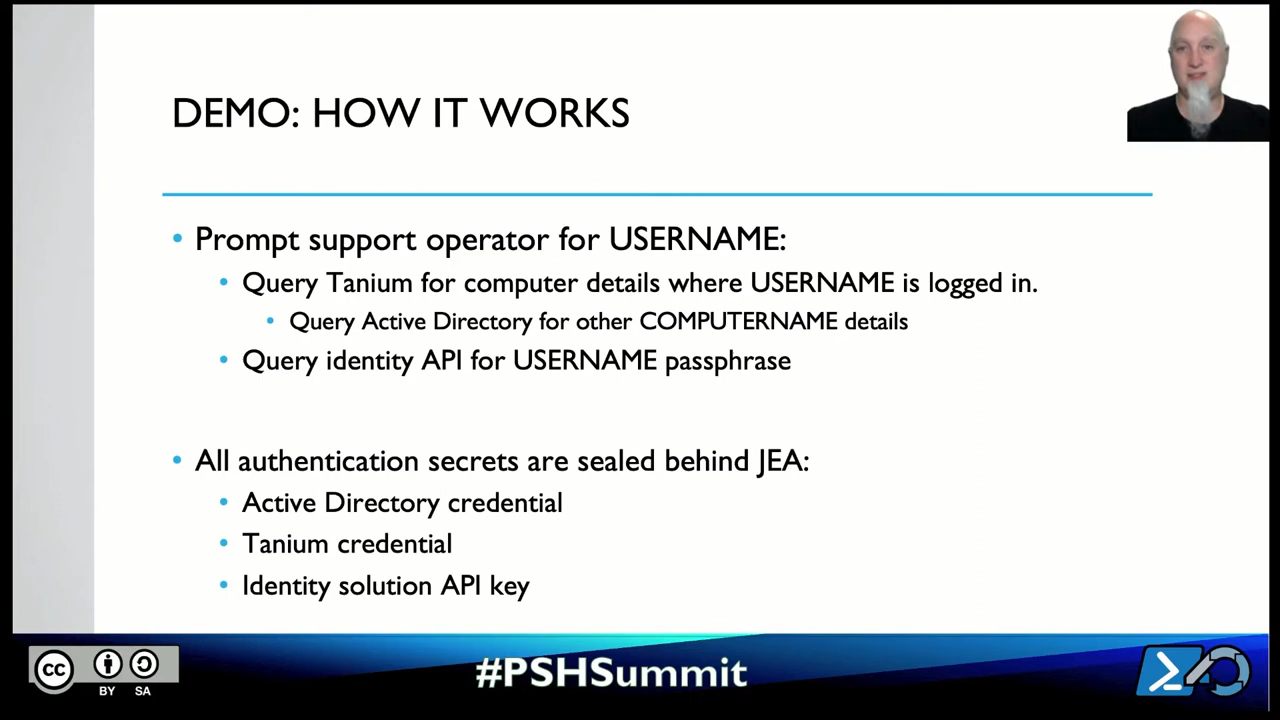 DEMO: HOW IT WORKS
• Prompt support operator for USERNAME:
• Query Tanium for computer details where USERNAME is logged in.
• Query Active Directory for other COMPUTERNAME details
• Query identity API for USERNAME passphrase
• All authentication secrets are sealed behind JEA:
• Active Directory credential
• Tanium credential
• Identity solution API key
cc
BY SA
#PSHSummit